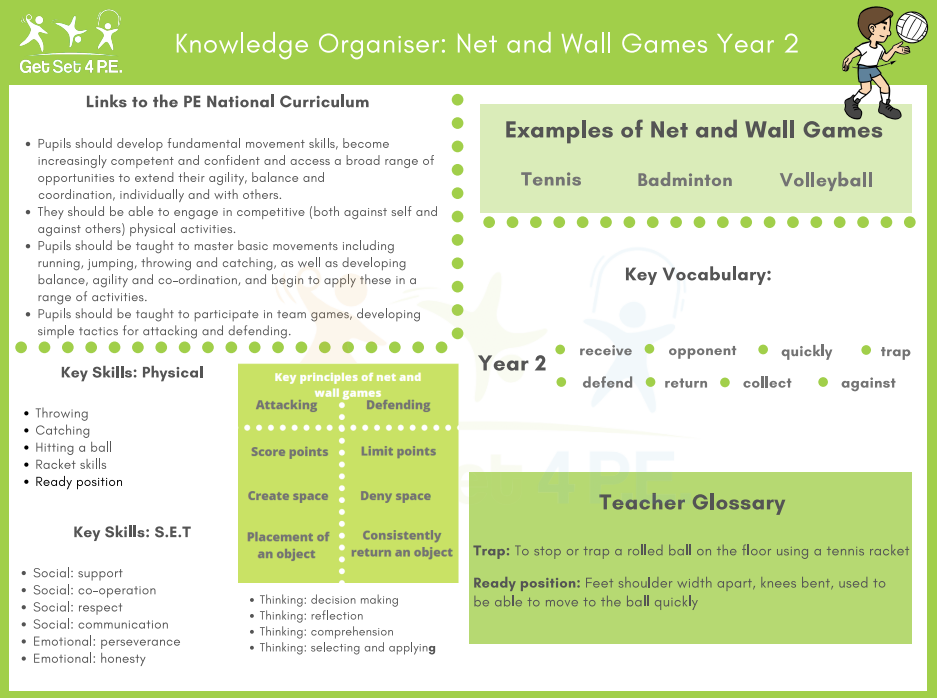 Get Set 4 P.E.
Knowledge Organiser: Net and Wall Games Year 2
Links to the PE National Curriculum
• Pupils should develop fundamental movement skills, become
increasingly competent and confident and access a broad range of
opportunities to extend their agility, balance and
coordination, individually and with others.
• They should be able to engage in competitive (both against self and
against others) physical activities.
• Pupils should be taught to master basic movements including
running, jumping, throwing and catching, as well as developing
balance, agility and co-ordination, and begin to apply these in a
range of activities.
• Pupils should be taught to participate in team games, developing
simple tactics for attacking and defending.
Examples of Net and Wall Games
Tennis Badminton Volleyball
Key Vocabulary:
Year 2
• receive • opponent • quickly • trap
• defend • return • collect • against
Key Skills: Physical
• Throwing
• Catching
• Hitting a ball
• Racket skills
• Ready position
Key Skills: S.E.T
• Social: support
• Social: co-operation
• Social: respect
• Social: communication
• Emotional: perseverance
• Emotional: honesty
Key principles of net and
wall games
Attacking Defending
Score points Limit points
Create space Deny space
Placement of Consistently
an object return an object
• Thinking: decision making
• Thinking: reflection
• Thinking: comprehension
• Thinking: selecting and applying
Teacher Glossary
Trap: To stop or trap a rolled ball on the floor using a tennis racket
Ready position: Feet shoulder width apart, knees bent, used to
be able to move to the ball quickly
Set 4 P.E.